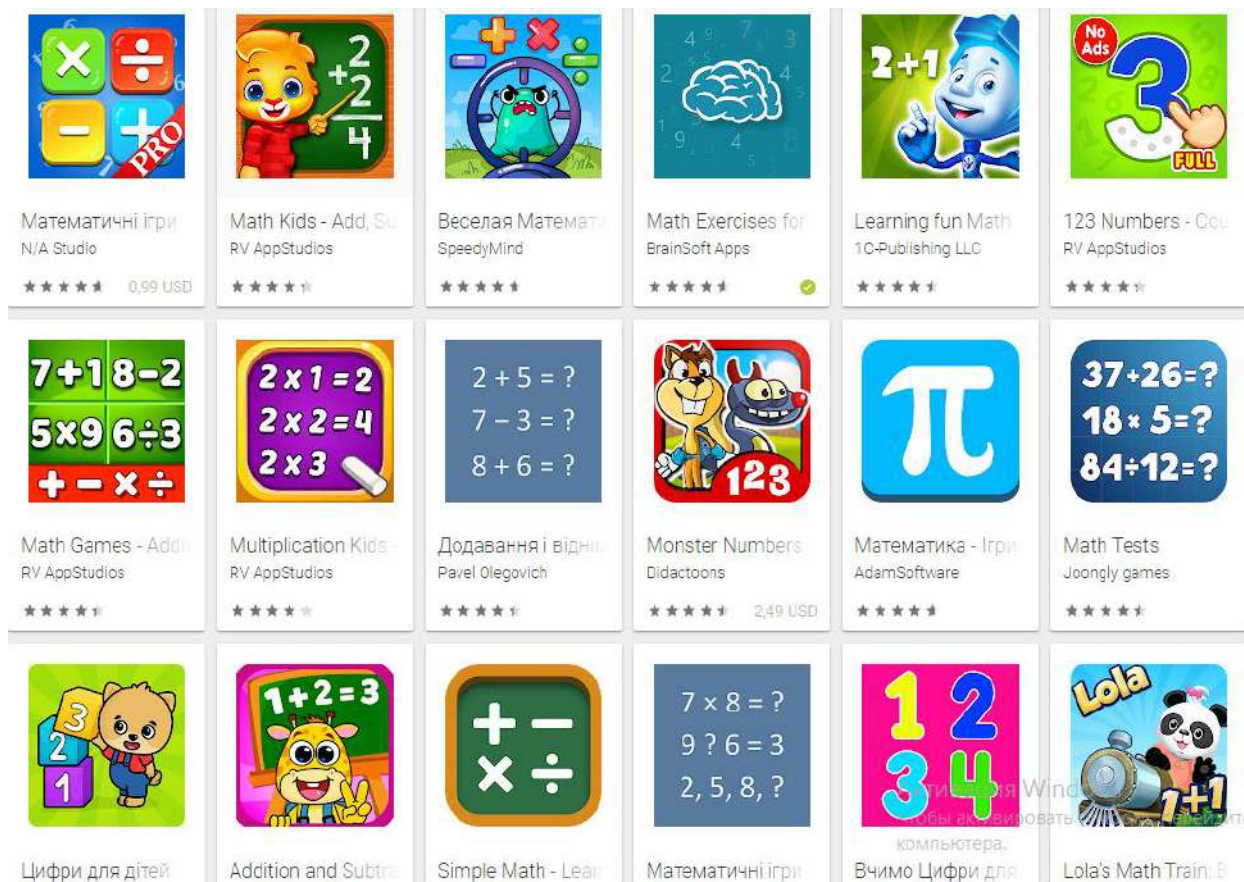 × ÷
− +
PRO
Математичні ігри
N/A Studio
0,99 USD
2
+2
4
Math Kids - Add, Su
RV AppStudios
+ × − ÷
Веселая Математи
SpeedyMind
Math Exercises for
BrainSoft Apps
2+1
Learning fun Math
1C-Publishing LLC
No
Ads
3
FULL
123 Numbers - Cou
RV AppStudios
7+1 8−2
5×9 6÷3
+ − × ÷
Math Games - Addi
RV AppStudios
2 x 1 = 2
2 x 2 = 4
2 x 3
Multiplication Kids -
RV AppStudios
2 + 5 = ?
7 − 3 = ?
8 + 6 = ?
Додавання і відні
Pavel Olegovich
123
Monster Numbers
Didactoons
2,49 USD
π
Математика - Ігри
AdamSoftware
37+26=?
18× 5=?
84÷12=?
Math Tests
Joongly games
3
2
1
Цифри для дітей
1+2=3
Addition and Subtra
+ −
× ÷
Simple Math - Lear
7 × 8 = ?
9 ? 6 = 3
2, 5, 8, ?
Математичні ігри
1 2
3 4
Вчимо Цифри для
Lola
1+1
Lola's Math Train: B
компьютера.